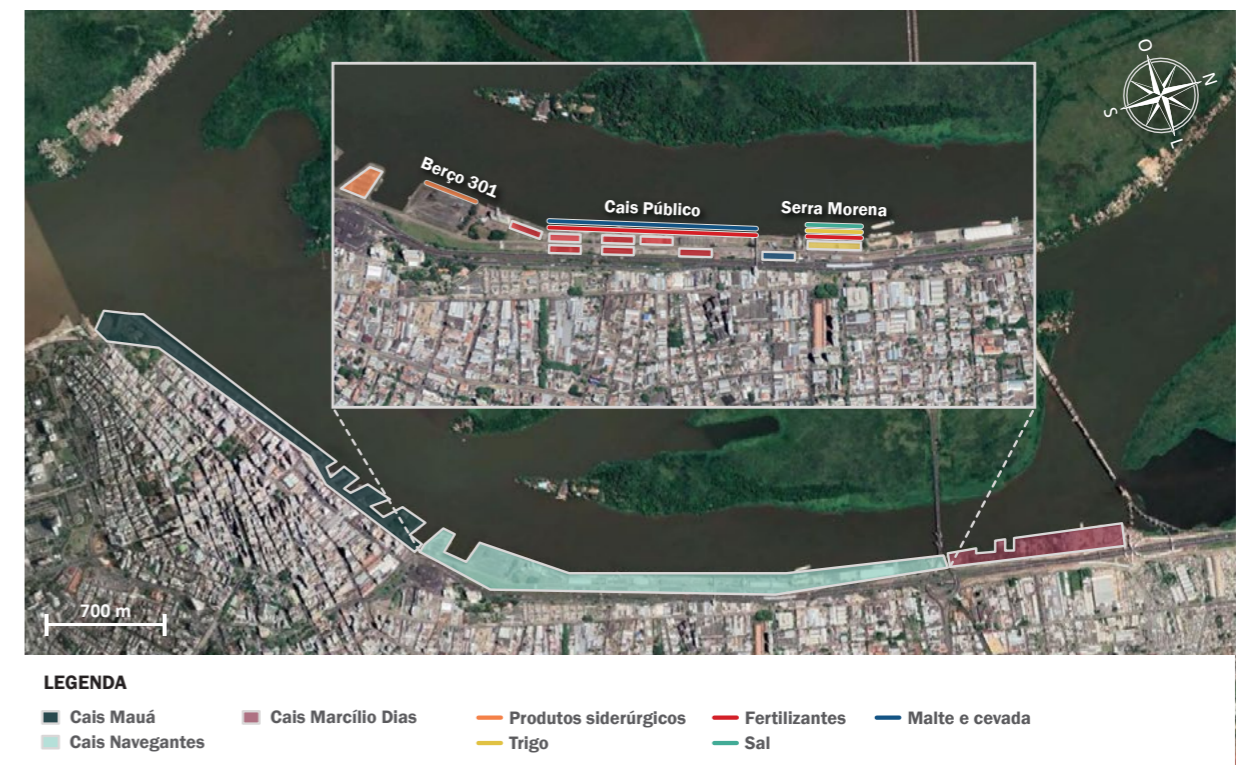 O
N
S
L
Berço 301
Cais Público
Serra Morena
700 m
LEGENDA
Cais Mauá
Cais Marcílio Dias
Produtos siderúrgicos
Fertilizantes
Malte e cevada
Cais Navegantes
Trigo
Sal